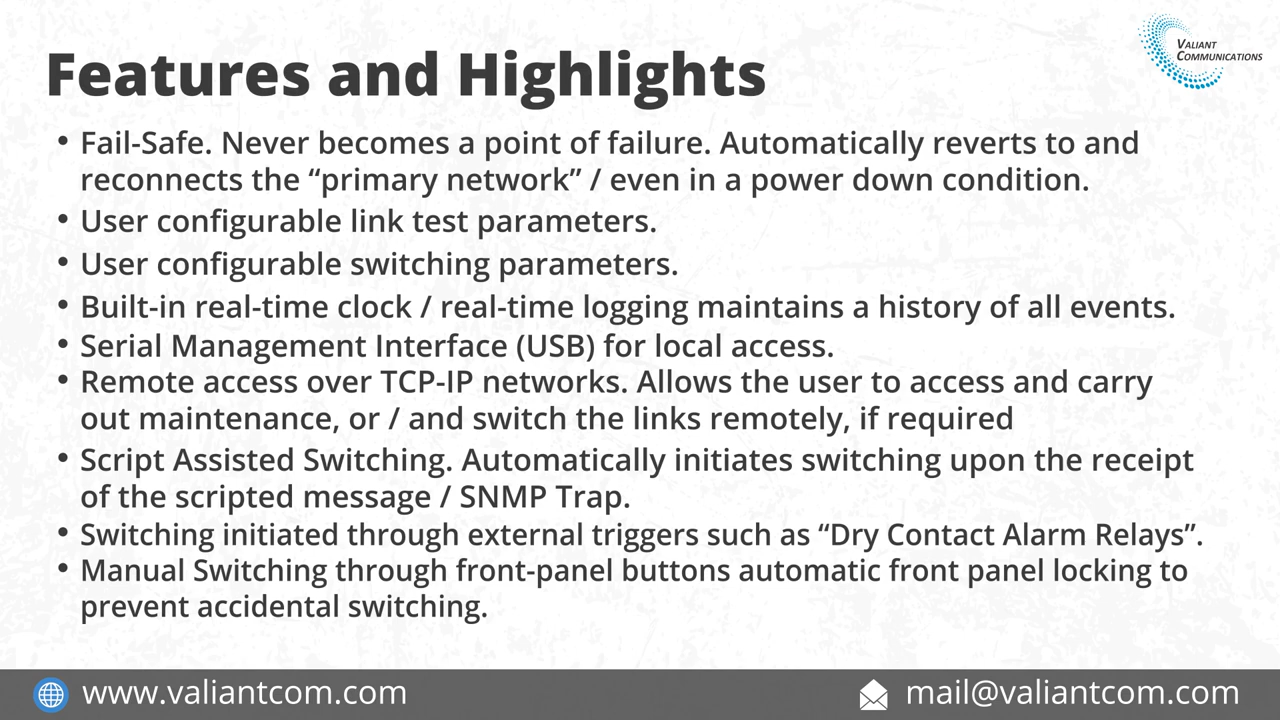 VALIANT
COMMUNICATIONS
Features and Highlights
• Fail-Safe. Never becomes a point of failure. Automatically reverts to and
reconnects the “primary network” / even in a power down condition.
• User configurable link test parameters.
• User configurable switching parameters.
• Built-in real-time clock / real-time logging maintains a history of all events.
• Serial Management Interface (USB) for local access.
• Remote access over TCP-IP networks. Allows the user to access and carry
out maintenance, or / and switch the links remotely, if required
• Script Assisted Switching. Automatically initiates switching upon the receipt
of the scripted message / SNMP Trap.
• Switching initiated through external triggers such as “Dry Contact Alarm Relays”.
• Manual Switching through front-panel buttons automatic front panel locking to
prevent accidental switching.
www.valiantcom.com
mail@valiantcom.com